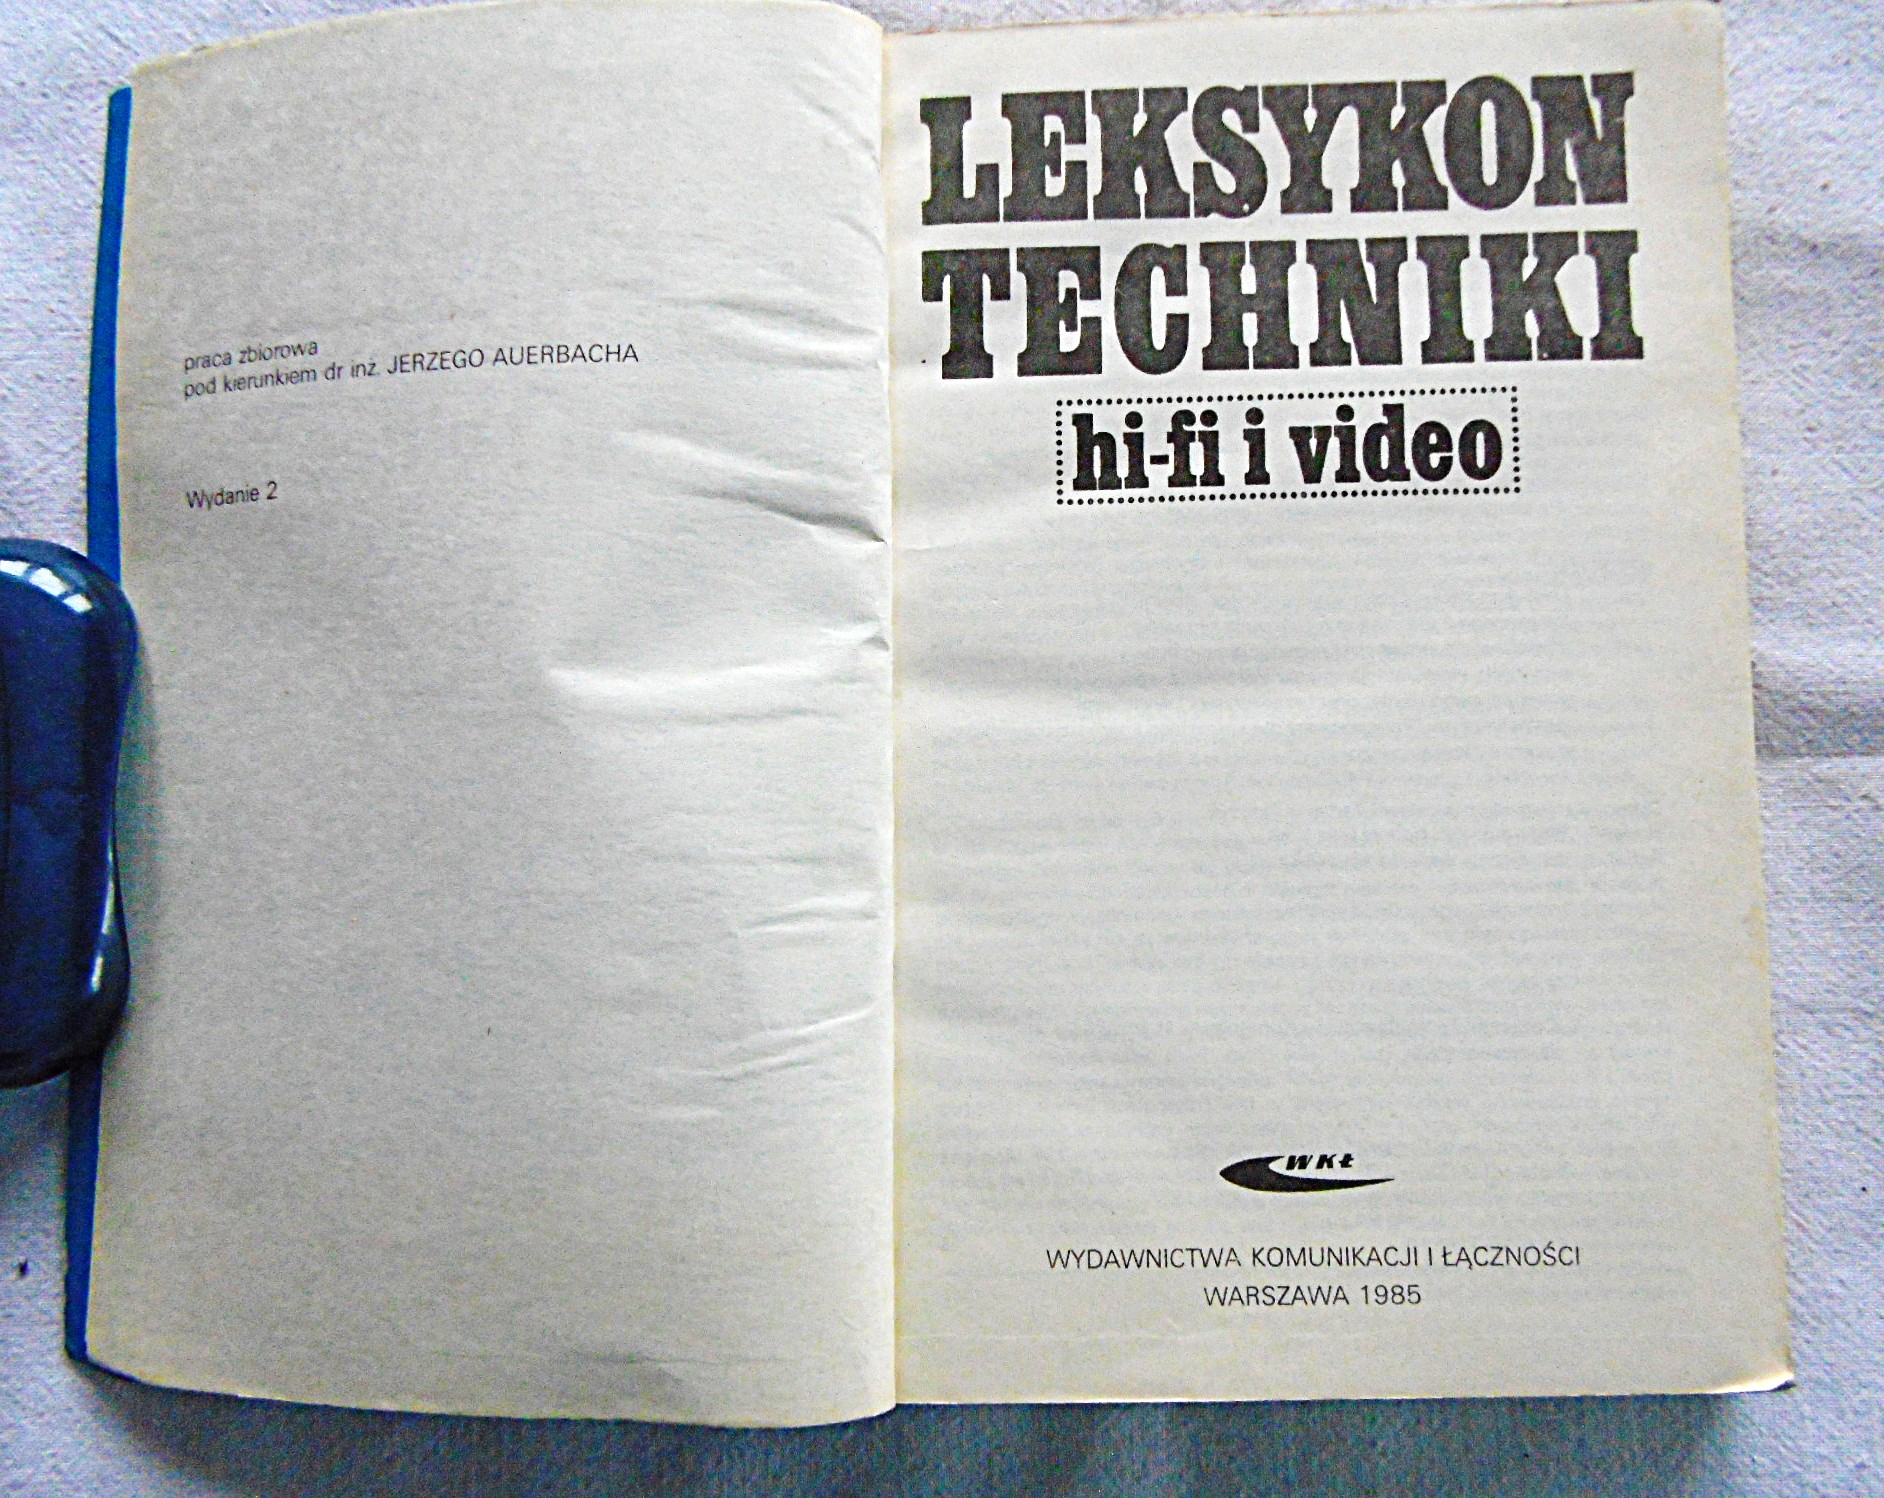 praca zbiorowa
pod kierunkiem dr inż. JERZEGO AUERBACHA
Wydanie 2
LEKSYKON
TECHNIKI
hi-fi i video
WKŁ
WYDAWNICTWA KOMUNIKACJI I ŁĄCZNOŚCI
WARSZAWA 1985